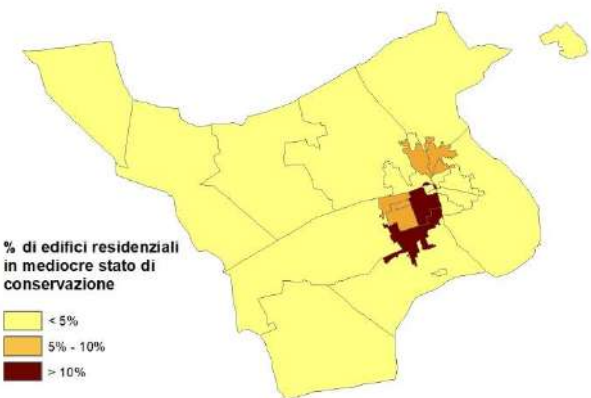 % di edifici residenziali
in mediocre stato di
conservazione
< 5%
5% - 10%
> 10%